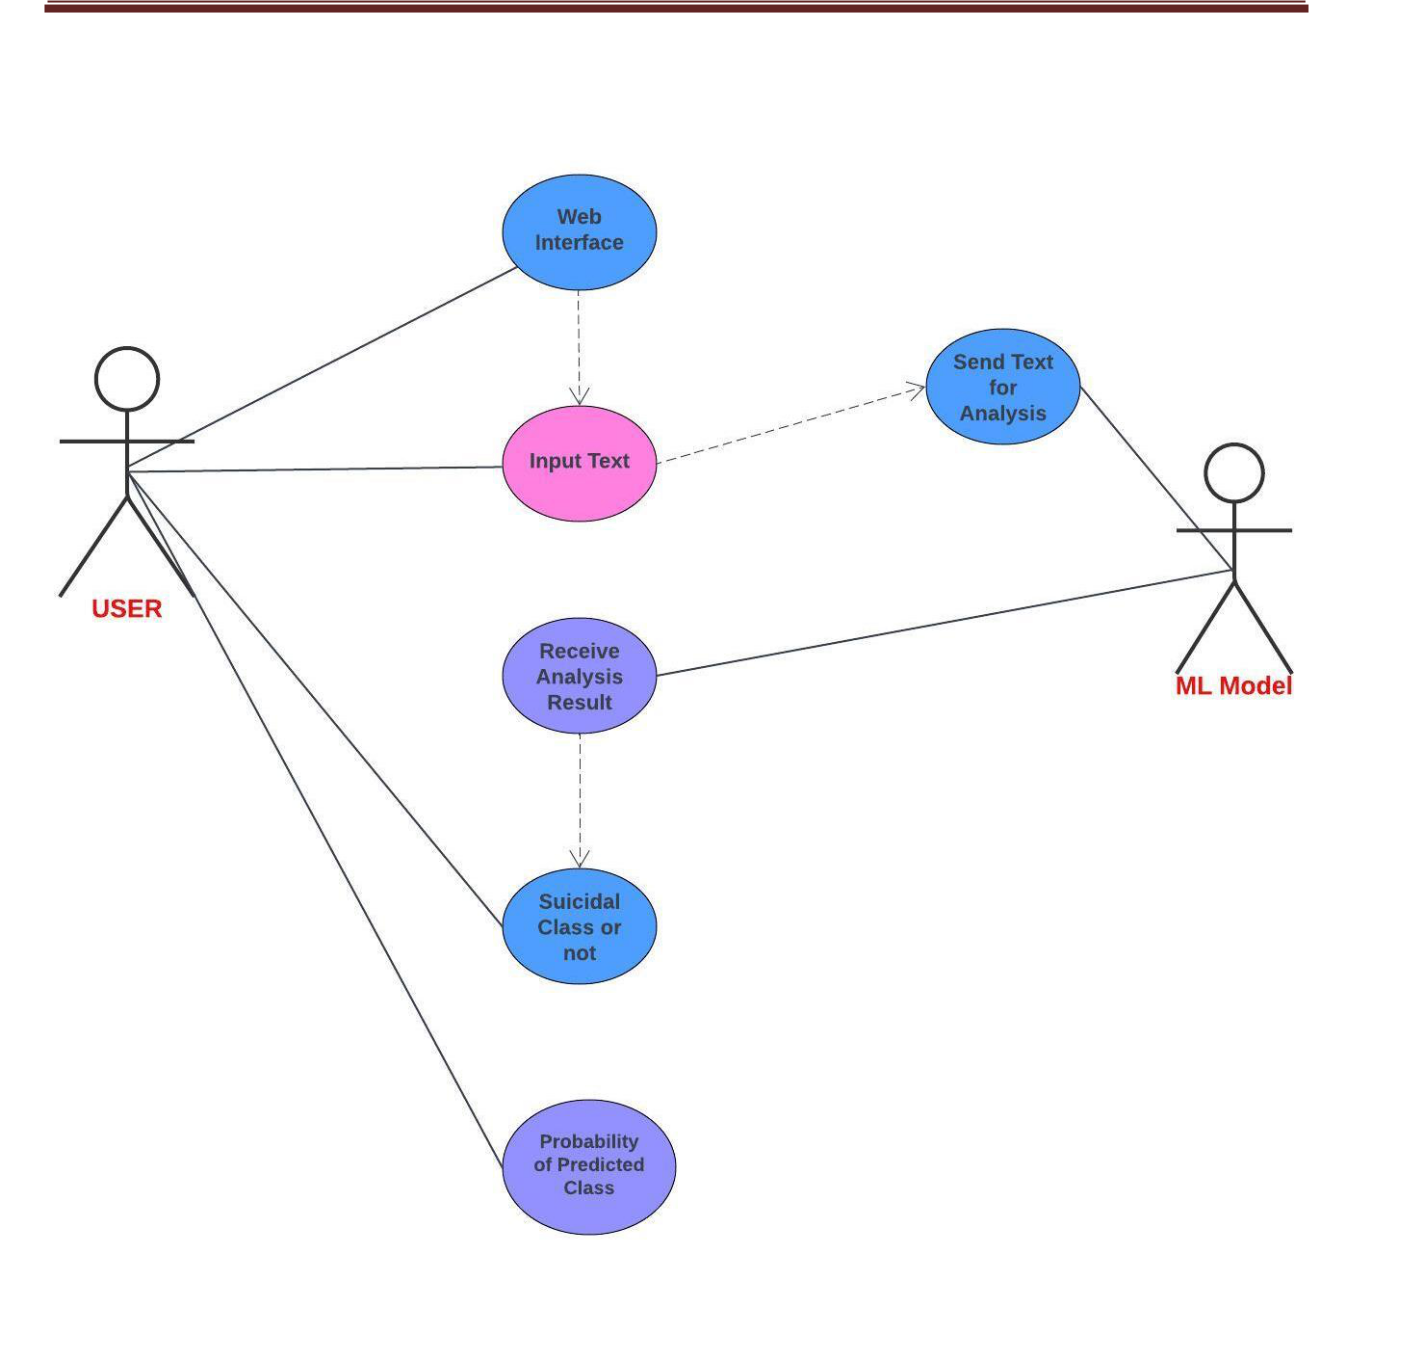 Web
Interface
Send Text
for
Analysis
Input Text
USER
Receive
Analysis
Result
ML Model
Suicidal
Class or
not
Probability
of Predicted
Class